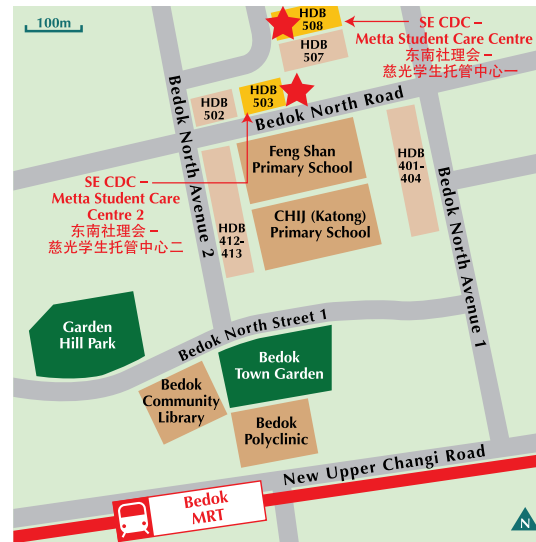 100m
HDB
508
SE CDC –
Metta Student Care Centre
东南社理会 –
慈光学生托管中心一
HDB
507
HDB
502
HDB
503
Bedok North Road
Bedok North Avenue 2
SE CDC –
Metta Student Care
Centre 2
东南社理会 –
慈光学生托管中心二
Feng Shan
Primary School
HDB
401-
404
HDB
412-
413
CHIJ (Katong)
Primary School
Bedok North Avenue 1
Garden
Hill Park
Bedok North Street 1
Bedok
Town Garden
Bedok
Community
Library
Bedok
Polyclinic
New Upper Changi Road
Bedok
MRT
N